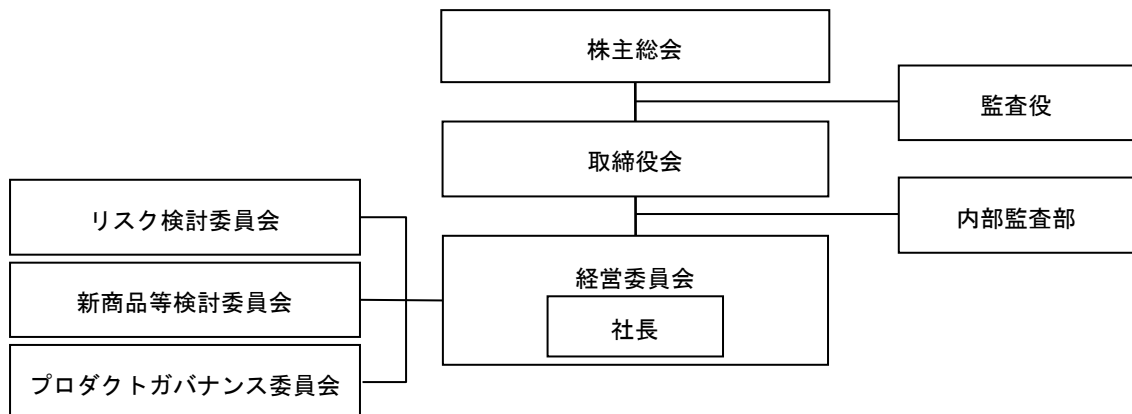 株主総会
監査役
取締役会
内部監査部
リスク検討委員会
新商品等検討委員会
プロダクトガバナンス委員会
経営委員会
社長